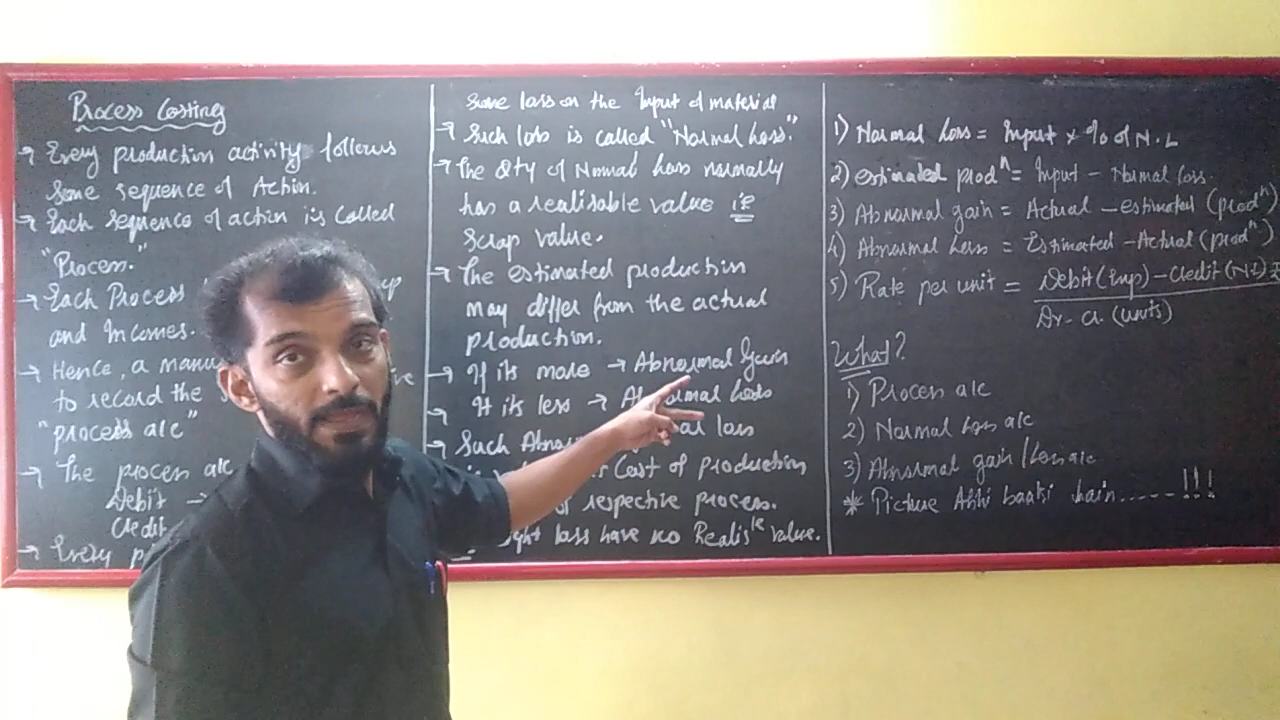 Process Costing
→ Every production activity follows
some sequence of Action.
→ Each sequence of action is called
"Process."
→ Each Process
and Incomes.
→ Hence, a manu
to record the
"process a/c"
→ The process a/c
Debit →
Credit
→ Every p
some loss on the Input of material
→ Such loss is called "Normal Loss".
→ The Qty of Normal loss normally
has a realisable value ie
Scrap value.
→ The estimated production
may differ from the actual
production.
→ If its more → Abnormal Gain
→ If its less → Abnormal Loss
→ Such Abnor loss
Cost of production
of respective process.
loss have no Realisle value.
1) Normal Loss = Input x % of N.L
2) estimated prodn = Input - Normal loss.
3) Abnormal gain = Actual - estimated (prodn)
4) Abnormal Loss = Estimated - Actual (prodn)
5) Rate per unit = Debit (Inp) - Credit (N.L)
Dr - Cr. (units)
What?
1) Process a/c
2) Normal Loss a/c
3) Abnormal gain / Loss a/c
* Picture Abhi baaki hain.....!!!